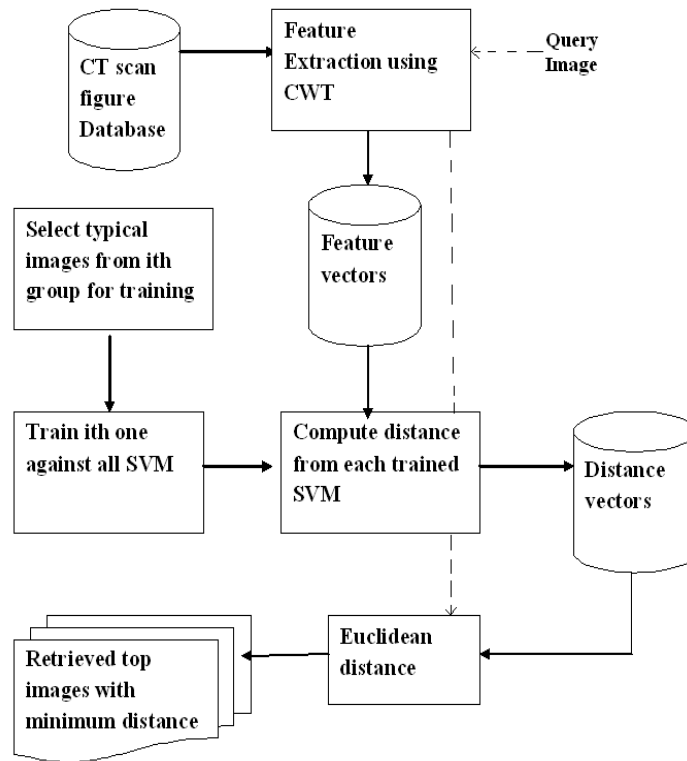 CT scan
figure
Database
Feature
Extraction using
CWT
Query
Image
Select typical
images from ith
group for training
Feature
vectors
Train ith one
against all SVM
Compute distance
from each trained
SVM
Distance
vectors
Euclidean
distance
Retrieved top
images with
minimum distance